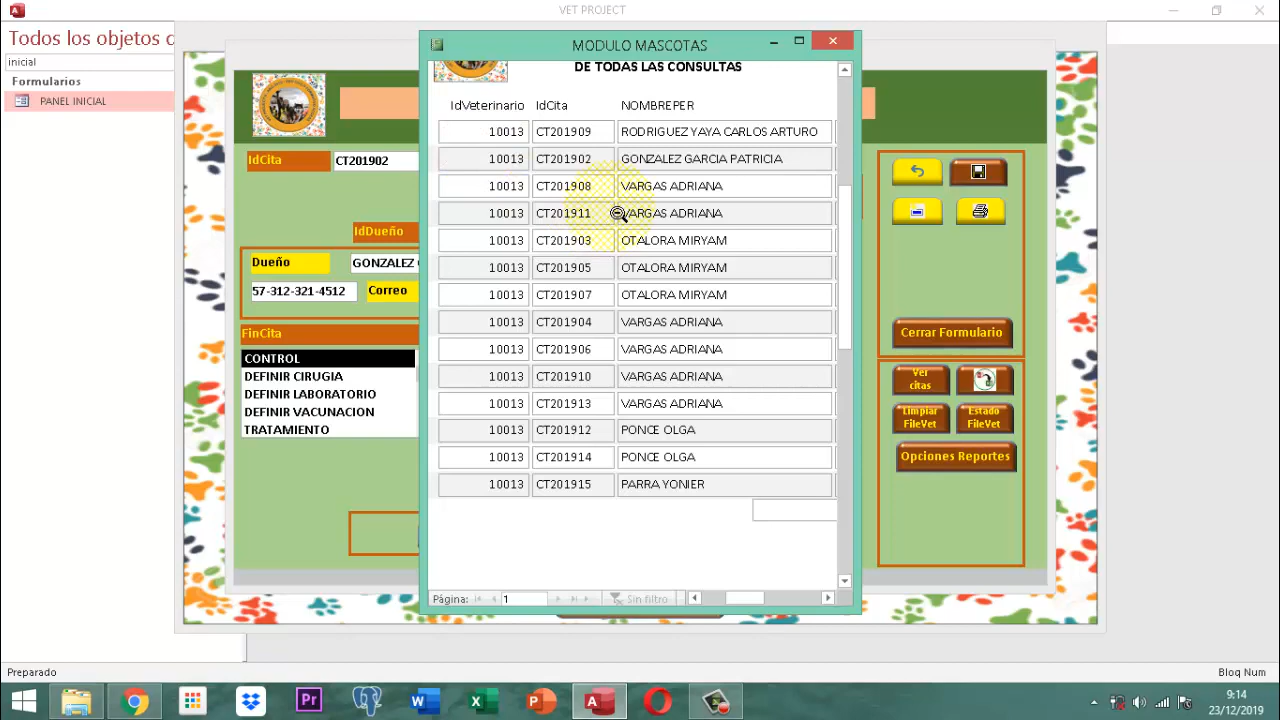 VET PROJECT
Todos los objetos d
inicial
Formularios
PANEL INICIAL
MODULO MASCOTAS
DE TODAS LAS CONSULTAS
IdVeterinario IdCita NOMBREPER
10013 CT201909 RODRIGUEZ YAYA CARLOS ARTURO
10013 CT201902 GONZALEZ GARCIA PATRICIA
10013 CT201908 VARGAS ADRIANA
10013 CT201911 VARGAS ADRIANA
10013 CT201903 OTALORA MIRYAM
10013 CT201905 OTALORA MIRYAM
10013 CT201907 OTALORA MIRYAM
10013 CT201904 VARGAS ADRIANA
10013 CT201906 VARGAS ADRIANA
10013 CT201910 VARGAS ADRIANA
10013 CT201913 VARGAS ADRIANA
10013 CT201912 PONCE OLGA
10013 CT201914 PONCE OLGA
10013 CT201915 PARRA YONIER
Página: 1 Sin filtro
IdCita CT201902
IdDueño
Dueño GONZALEZ
57-312-321-4512 Correo
FinCita
CONTROL
DEFINIR CIRUGIA
DEFINIR LABORATORIO
DEFINIR VACUNACION
TRATAMIENTO
Cerrar Formulario
Ver citas
Limpiar FileVet
Estado FileVet
Opciones Reportes
Preparado
Bloq Num
Pr
9:14
23/12/2019